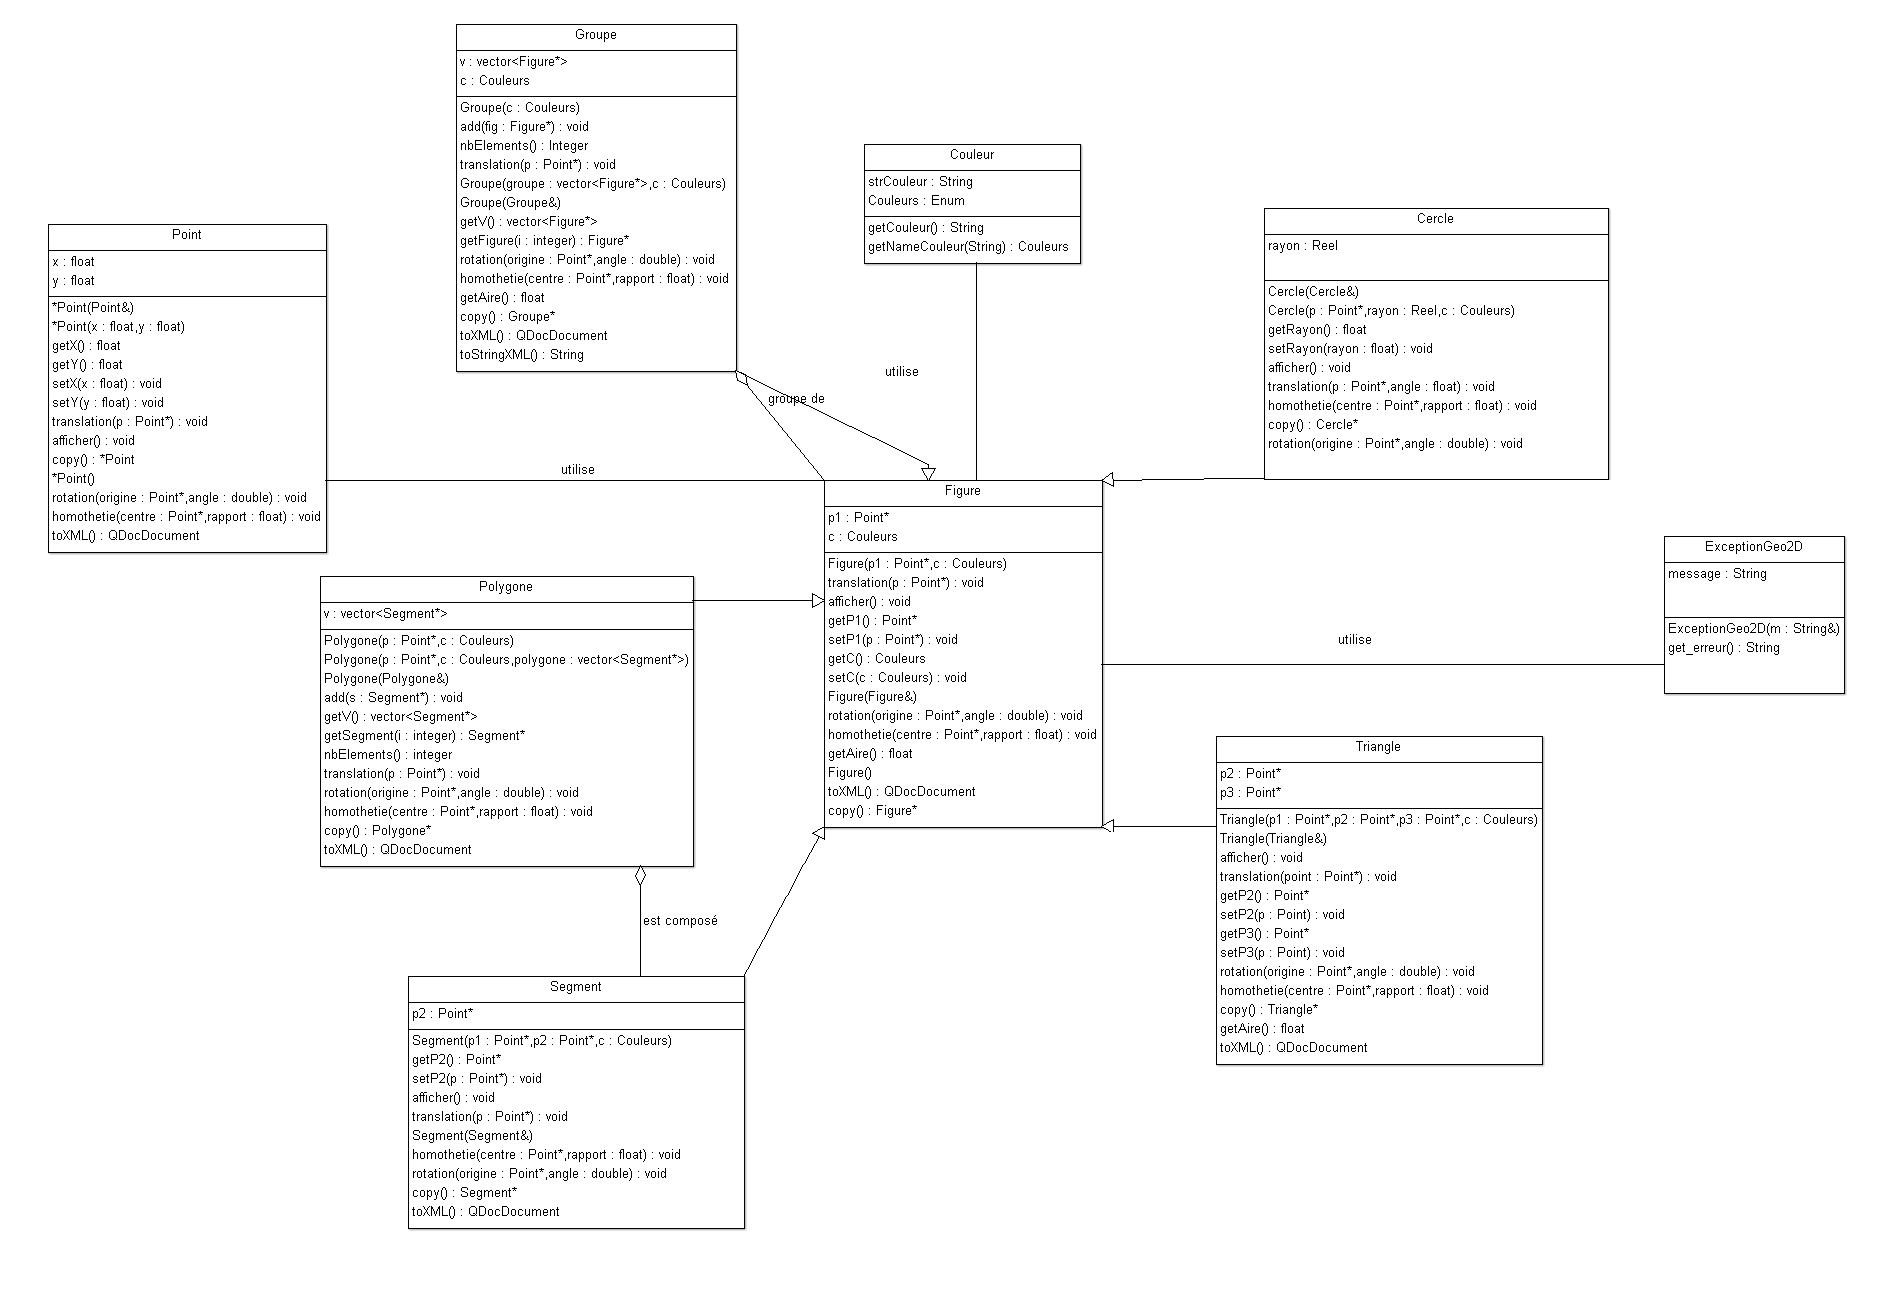 Groupe
v : vector<Figure*>
c : Couleurs
Groupe(c : Couleurs)
add(fig : Figure*) : void
nbElements() : Integer
translation(p : Point*) : void
Groupe(groupe : vector<Figure*>,c : Couleurs)
Groupe(Groupe&)
getV() : vector<Figure*>
getFigure(i : integer) : Figure*
rotation(origine : Point*,angle : double) : void
homothetie(centre : Point*,rapport : float) : void
getAire() : float
copy() : Groupe*
toXML() : QDocDocument
toStringXML() : String
Couleur
strCouleur : String
Couleurs : Enum
getCouleur() : String
getNameCouleur(String) : Couleurs
Cercle
rayon : Reel
Cercle(Cercle&)
Cercle(p : Point*,rayon : Reel,c : Couleurs)
getRayon() : float
setRayon(rayon : float) : void
afficher() : void
translation(p : Point*,angle : float) : void
homothetie(centre : Point*,rapport : float) : void
copy() : Cercle*
rotation(origine : Point*,angle : double) : void
Point
x : float
y : float
*Point(Point&)
*Point(x : float,y : float)
getX() : float
getY() : float
setX(x : float) : void
setY(y : float) : void
translation(p : Point*) : void
afficher() : void
copy() : *Point
*Point()
rotation(origine : Point*,angle : double) : void
homothetie(centre : Point*,rapport : float) : void
toXML() : QDocDocument
utilise
groupe de
utilise
Figure
p1 : Point*
c : Couleurs
Figure(p1 : Point*,c : Couleurs)
translation(p : Point*) : void
afficher() : void
getP1() : Point*
setP1(p : Point*) : void
getC() : Couleurs
setC(c : Couleurs) : void
Figure(Figure&)
rotation(origine : Point*,angle : double) : void
homothetie(centre : Point*,rapport : float) : void
getAire() : float
Figure()
toXML() : QDocDocument
copy() : Figure*
utilise
ExceptionGeo2D
message : String
ExceptionGeo2D(m : String&)
get_erreur() : String
Polygone
v : vector<Segment*>
Polygone(p : Point*,c : Couleurs)
Polygone(p : Point*,c : Couleurs,polygone : vector<Segment*>)
Polygone(Polygone&)
add(s : Segment*) : void
getV() : vector<Segment*>
getSegment(i : integer) : Segment*
nbElements() : integer
translation(p : Point*) : void
rotation(origine : Point*,angle : double) : void
homothetie(centre : Point*,rapport : float) : void
copy() : Polygone*
toXML() : QDocDocument
est composé
Triangle
p2 : Point*
p3 : Point*
Triangle(p1 : Point*,p2 : Point*,p3 : Point*,c : Couleurs)
Triangle(Triangle&)
afficher() : void
translation(point : Point*) : void
getP2() : Point*
setP2(p : Point) : void
getP3() : Point*
setP3(p : Point) : void
rotation(origine : Point*,angle : double) : void
homothetie(centre : Point*,rapport : float) : void
copy() : Triangle*
getAire() : float
toXML() : QDocDocument
Segment
p2 : Point*
Segment(p1 : Point*,p2 : Point*,c : Couleurs)
getP2() : Point*
setP2(p : Point*) : void
afficher() : void
translation(p : Point*) : void
Segment(Segment&)
homothetie(centre : Point*,rapport : float) : void
rotation(origine : Point*,angle : double) : void
copy() : Segment*
toXML() : QDocDocument